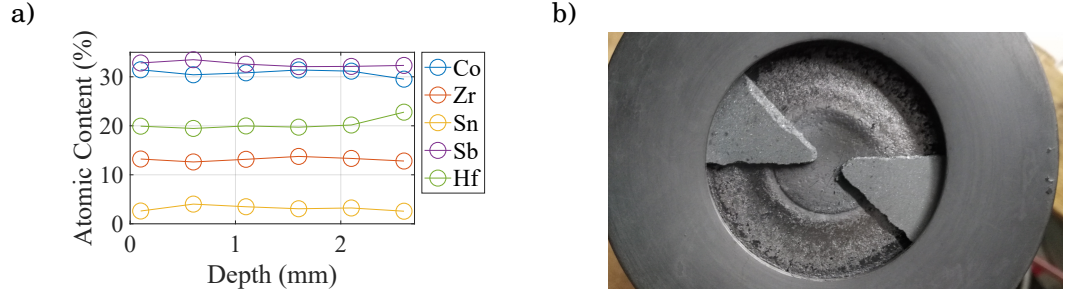 a)
b)
Atomic Content (%)
30
20
10
0
0
1
2
Depth (mm)
Co
Zr
Sn
Sb
Hf